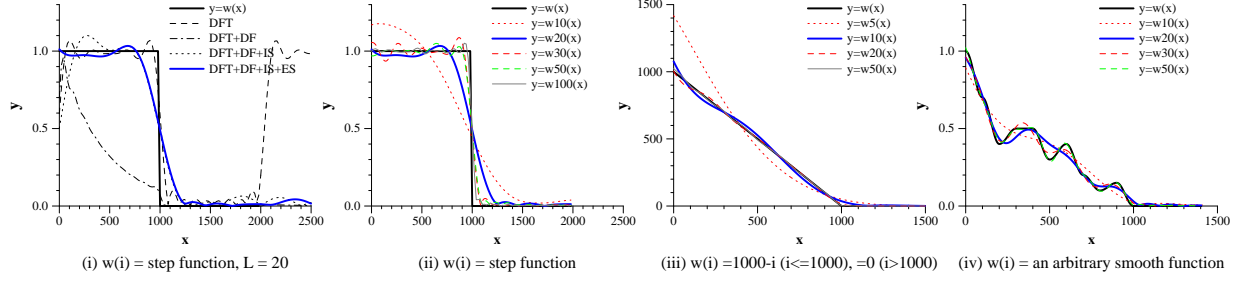 y=w(x)
DFT
DFT+DF
DFT+DF+IS
DFT+DF+IS+ES
1.0
0.5
0.0
y
0 500 1000 1500 2000 2500
x
(i) w(i) = step function, L = 20
y=w(x)
y=w10(x)
y=w20(x)
y=w30(x)
y=w50(x)
y=w100(x)
1.0
0.5
0.0
y
0 500 1000 1500 2000 2500
x
(ii) w(i) = step function
y=w(x)
y=w5(x)
y=w10(x)
y=w20(x)
y=w50(x)
1500
1000
500
0
y
0 500 1000 1500
x
(iii) w(i) =1000-i (i<=1000), =0 (i>1000)
y=w(x)
y=w10(x)
y=w20(x)
y=w30(x)
y=w50(x)
1.0
0.5
0.0
y
0 500 1000 1500
x
(iv) w(i) = an arbitrary smooth function